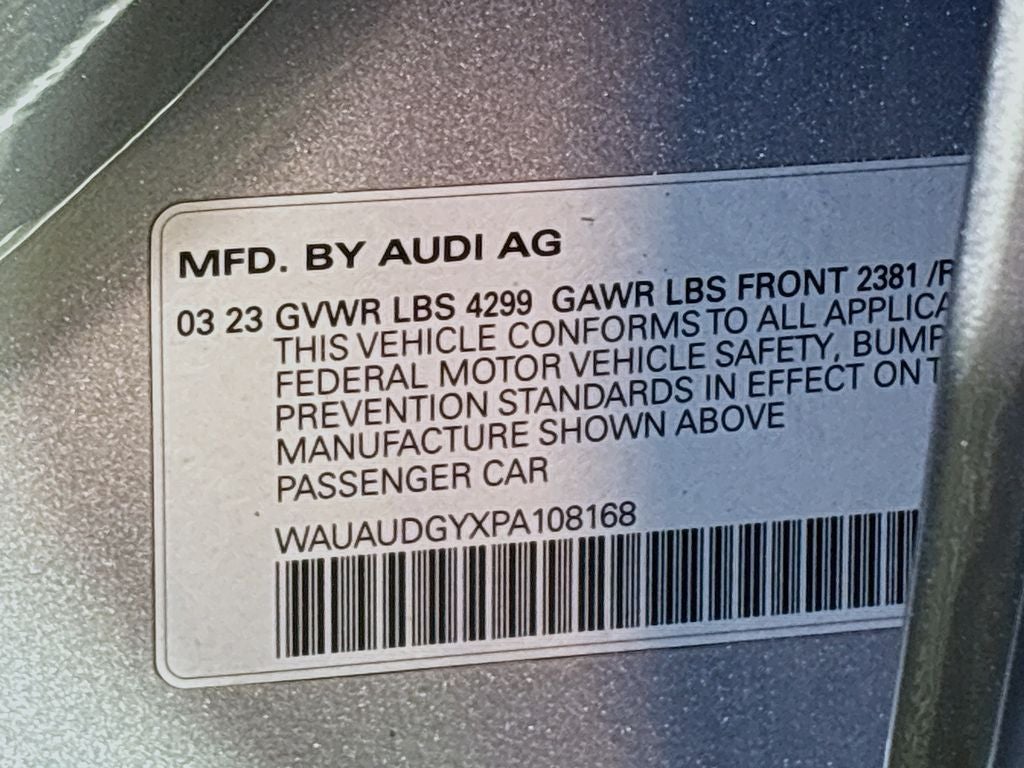 MFD. BY AUDI AG
03 23 GVWR LBS 4299 GAWR LBS FRONT 2381 /
THIS VEHICLE CONFORMS TO ALL
FEDERAL MOTOR VEHICLE SAFETY,
PREVENTION STANDARDS IN EFFECT ON
MANUFACTURE SHOWN ABOVE
PASSENGER CAR
WAUAUDGYXPA108168